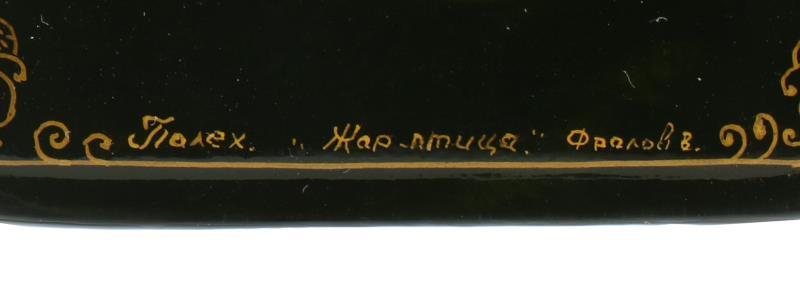 Палех. "Жар-птица." Фролов В.